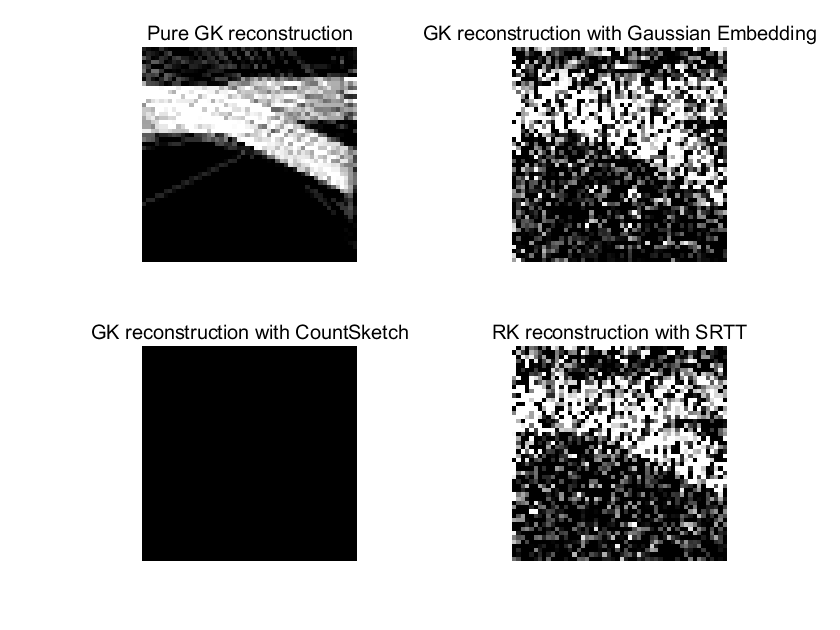 Pure GK reconstruction
GK reconstruction with Gaussian Embedding
GK reconstruction with CountSketch
RK reconstruction with SRTT